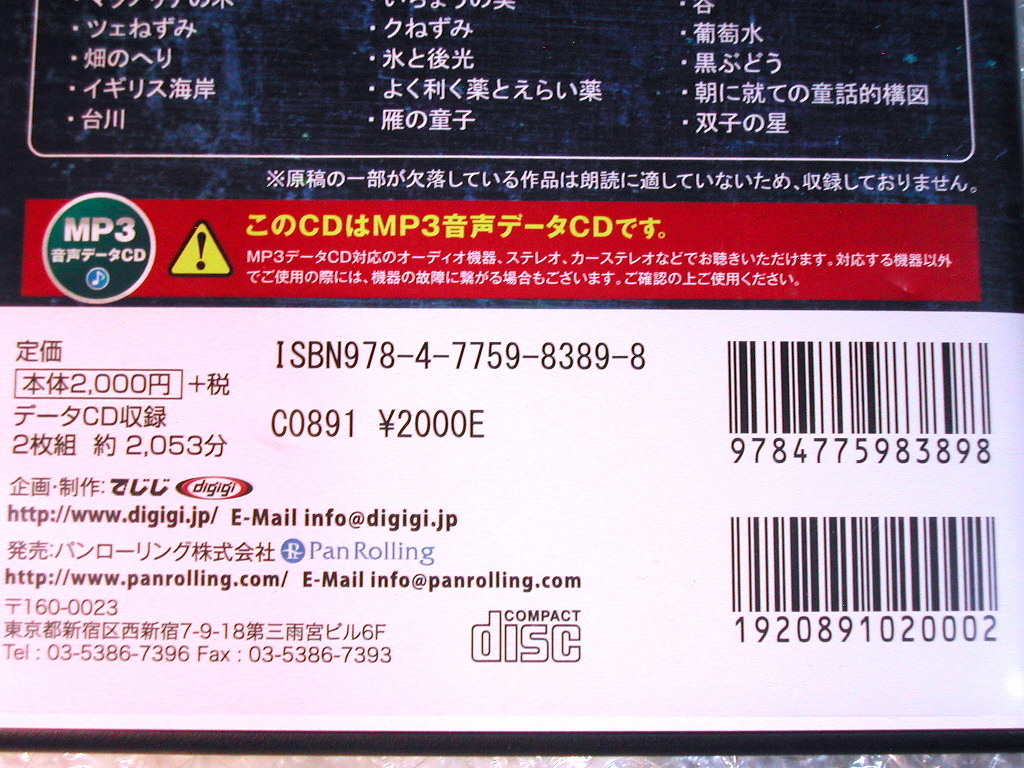 ・ツェねずみ
・畑のへり
・イギリス海岸
・台川
・クねずみ
・氷と後光
・よく利く薬とえらい薬
・雁の童子
・谷
・葡萄水
・黒ぶどう
・朝に就ての童話的構図
・双子の星
※原稿の一部が欠落している作品は朗読に適していないため、収録しておりません。
MP3
音声データCD
このCDはMP3音声データCDです。
MP3データCD対応のオーディオ機器、ステレオ、カーステレオなどでお聴きいただけます。対応する機器以外
でご使用の際には、機器の故障に繋がる場合もございます。ご確認の上ご使用ください。
定価
本体2,000円+税
データCD収録
2枚組 約 2,053分
ISBN978-4-7759-8389-8
C0891 ¥2000E
9784775983898
1920891020002
企画・制作:でじじ digigi
http://www.digigi.jp/ E-Mail info@digigi.jp
発売:パンローリング株式会社 PanRolling
http://www.panrolling.com/ E-Mail info@panrolling.com
〒160-0023
東京都新宿区西新宿7-9-18第三雨宮ビル6F
Tel : 03-5386-7396 Fax : 03-5386-7393
COMPACT
disc